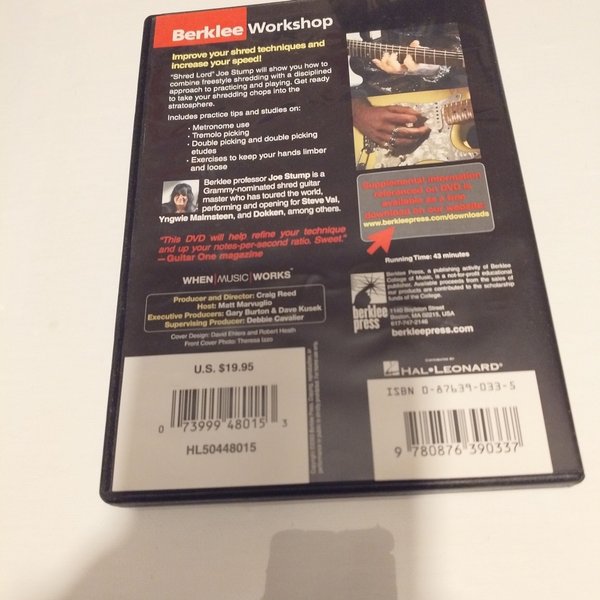 Berklee Workshop
Improve your shred techniques and
increase your speed!
"Shred Lord" Joe Stump will show you how to
combine freestyle shredding with a disciplined
approach to practicing and playing. Get ready
to take your shredding chops into the
stratosphere.
Includes practice tips and studies on:
· Metronome use
· Tremolo picking
· Double picking and double picking
etudes
· Exercises to keep your hands limber
and loose
Berklee professor Joe Stump is a
Grammy-nominated shred guitar
master who has toured the world,
performing and opening for Steve Vai,
Yngwie Malmsteen, and Dokken, among others.
"This DVD will help refine your technique
and up your notes-per-second ratio. Sweet."
— Guitar One magazine
WHEN MUSIC WORKS
Producer and Director: Craig Reed
Host: Matt Marvuglio
Executive Producers: Gary Burton & Dave Kusek
Supervising Producer: Debbie Cavalier
Cover Design: David Ehlers and Robert Heath
Front Cover Photo: Theresa Izzo
Supplemental information
references on DVD is
available as a free
download on our website
www.berkleepress.com/downloads
Running Time: 43 minutes
berklee
press
Berklee Press, a publishing activity of Berklee
College of Music, is a not-for-profit educational
publisher. Available proceeds from the sales of
our products are contributed to the scholarship
funds of the College.
1140 Boylston Street
Boston, MA 02215, USA
617-747-2146
berkleepress.com
DISTRIBUTED BY
HAL•LEONARD
U.S. $19.95
0 73999 48015 3
HL50448015
ISBN 0-87639-033-5
9 780876 390337